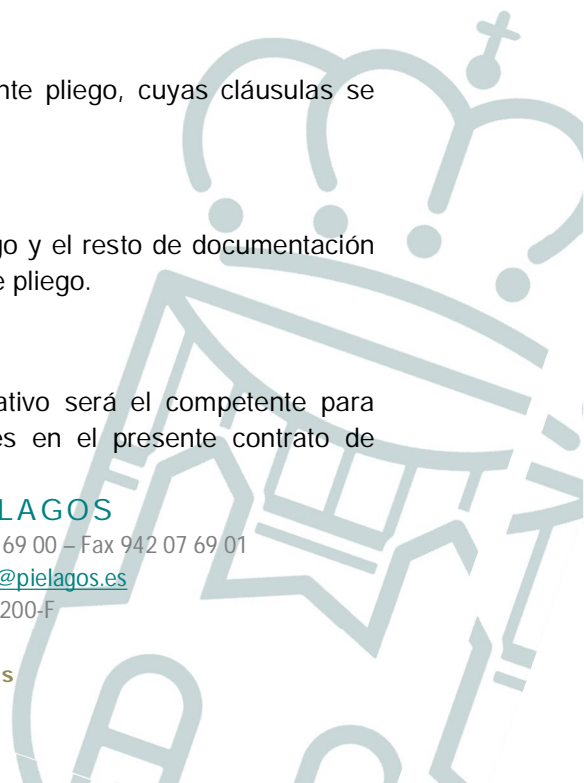 nte pliego, cuyas cláusulas se
go y el resto de documentación
e pliego.
ativo será el competente para
es en el presente contrato de
LAGOS
69 00 – Fax 942 07 69 01
@pielagos.es
200-F
s